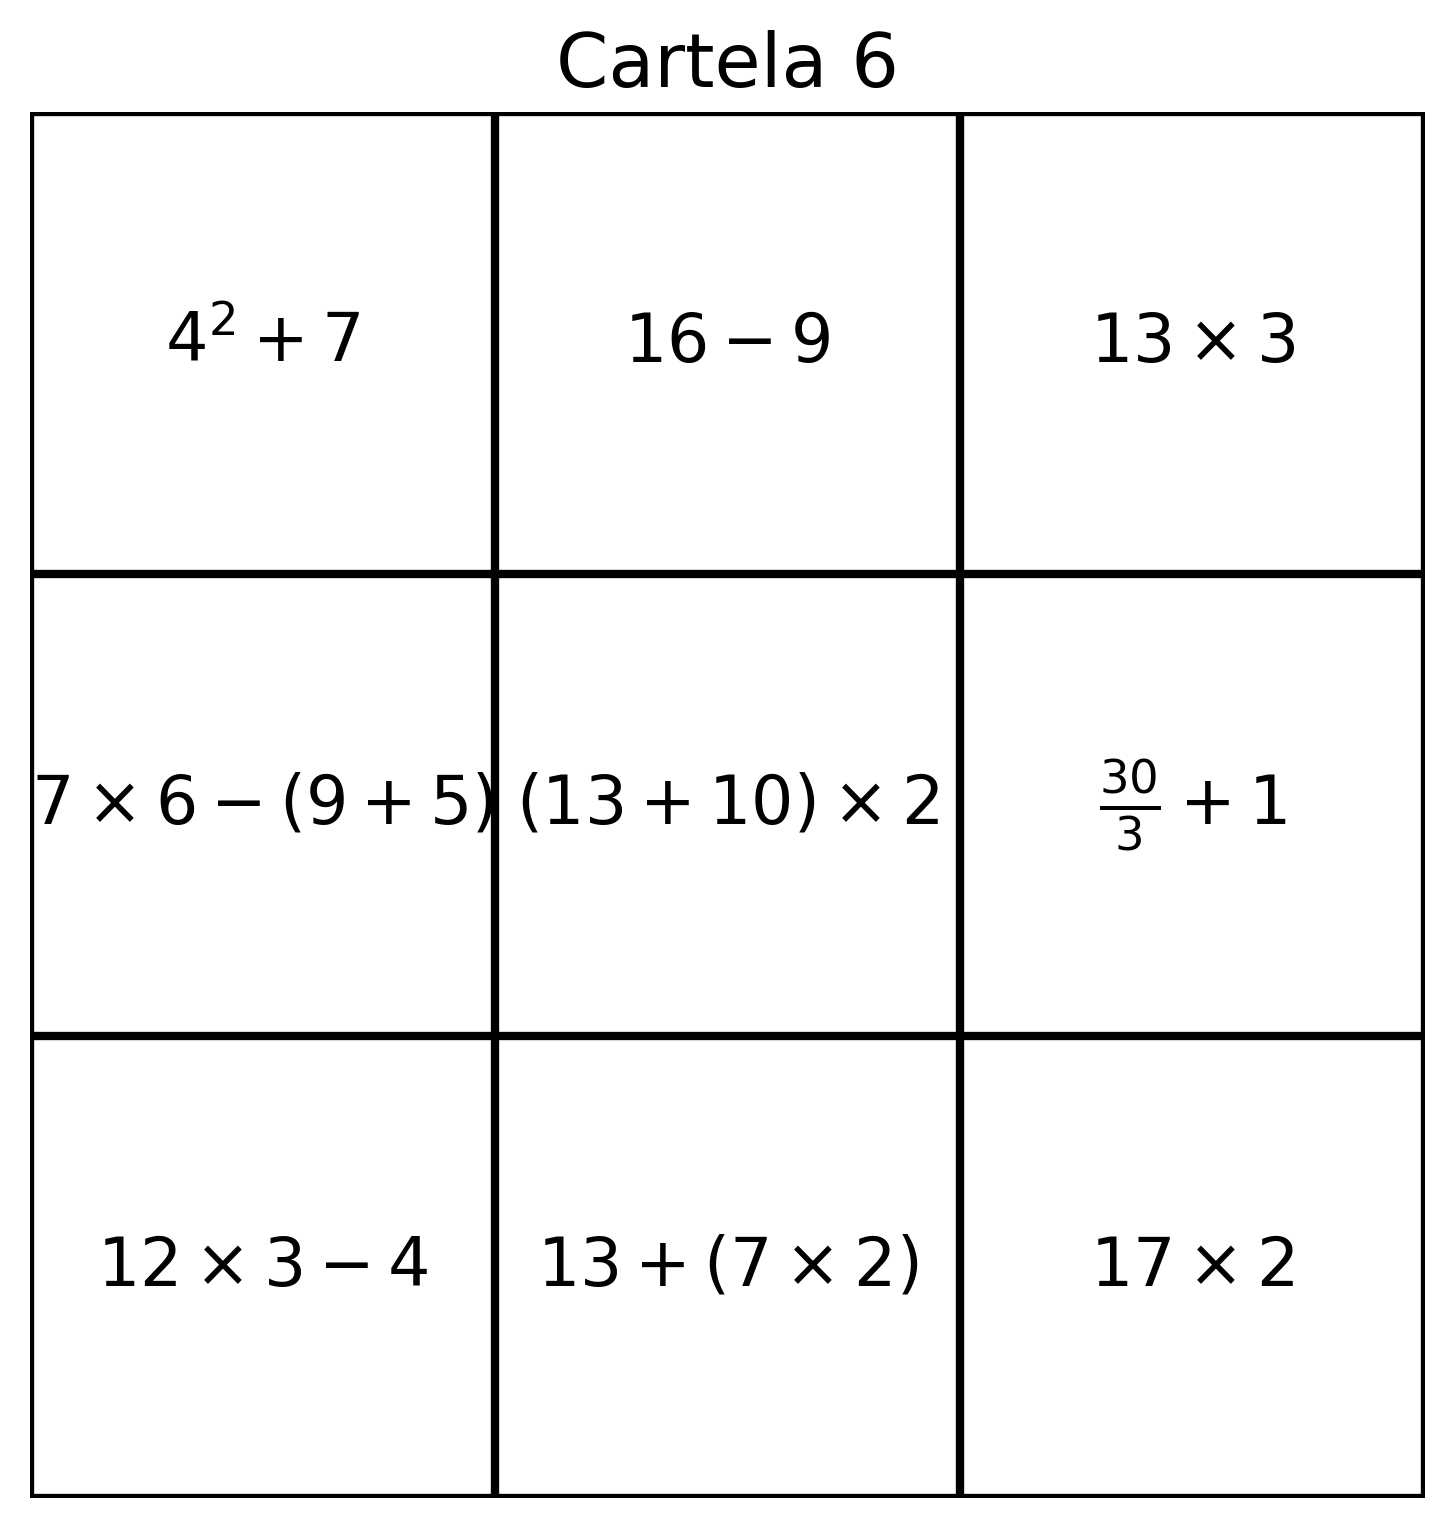 Cartela 6
4² + 7 16 − 9 13 × 3
7 × 6 − (9 + 5) (13 + 10) × 2 30/3 + 1
12 × 3 − 4 13 + (7 × 2) 17 × 2